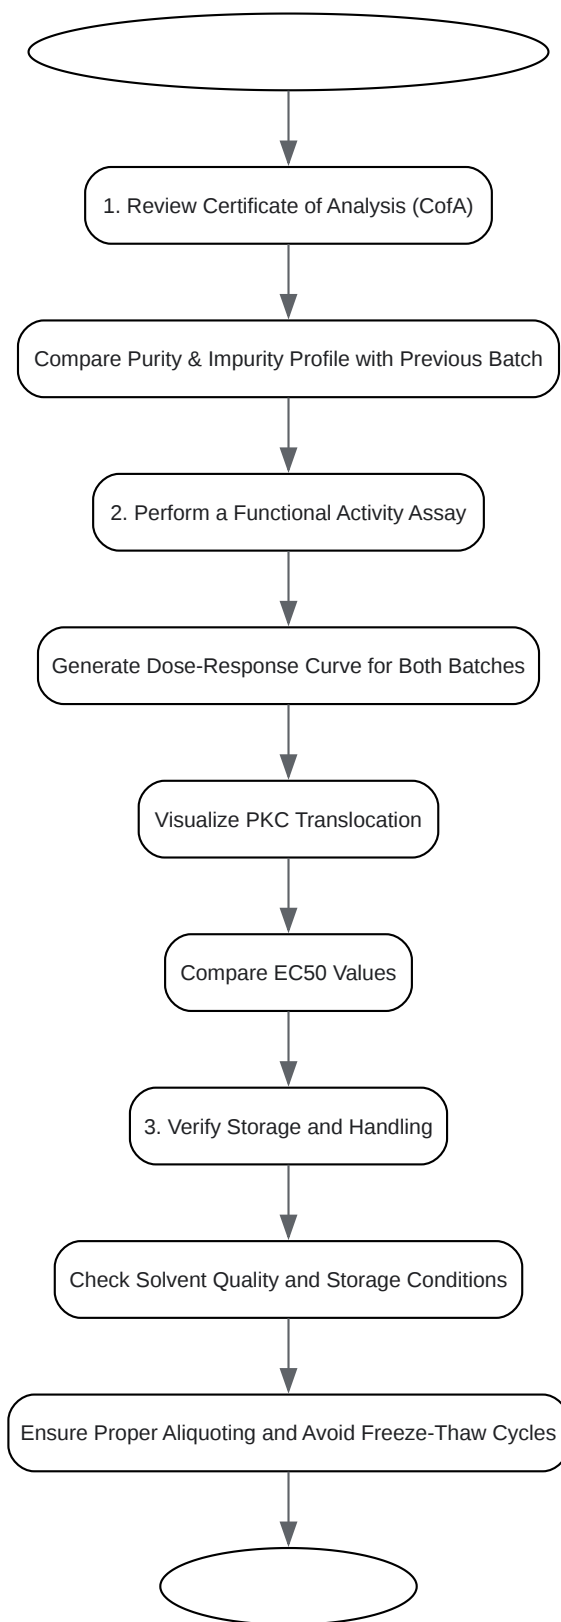 1. Review Certificate of Analysis (CofA)
Compare Purity & Impurity Profile with Previous Batch
2. Perform a Functional Activity Assay
Generate Dose-Response Curve for Both Batches
Visualize PKC Translocation
Compare EC50 Values
3. Verify Storage and Handling
Check Solvent Quality and Storage Conditions
Ensure Proper Aliquoting and Avoid Freeze-Thaw Cycles